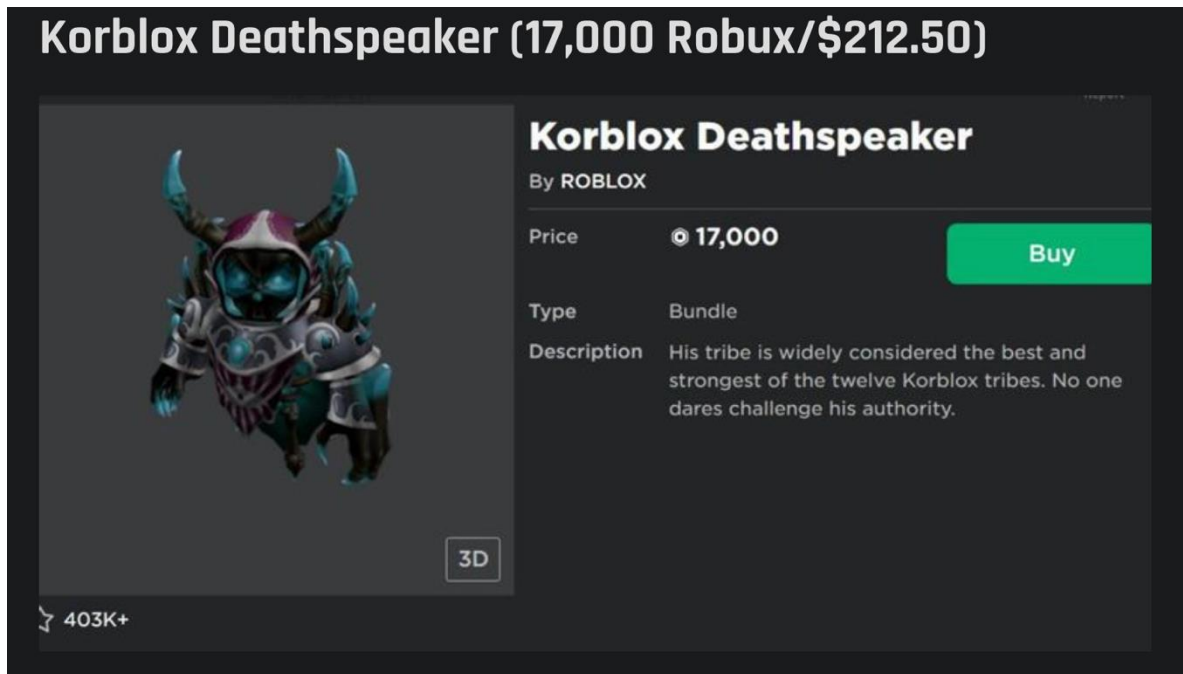 Korblox Deathspeaker (17,000 Robux/$212.50)
Korblox Deathspeaker
By ROBLOX
Price 17,000
Buy
Type Bundle
Description His tribe is widely considered the best and
strongest of the twelve Korblox tribes. No one
dares challenge his authority.
3D
403K+